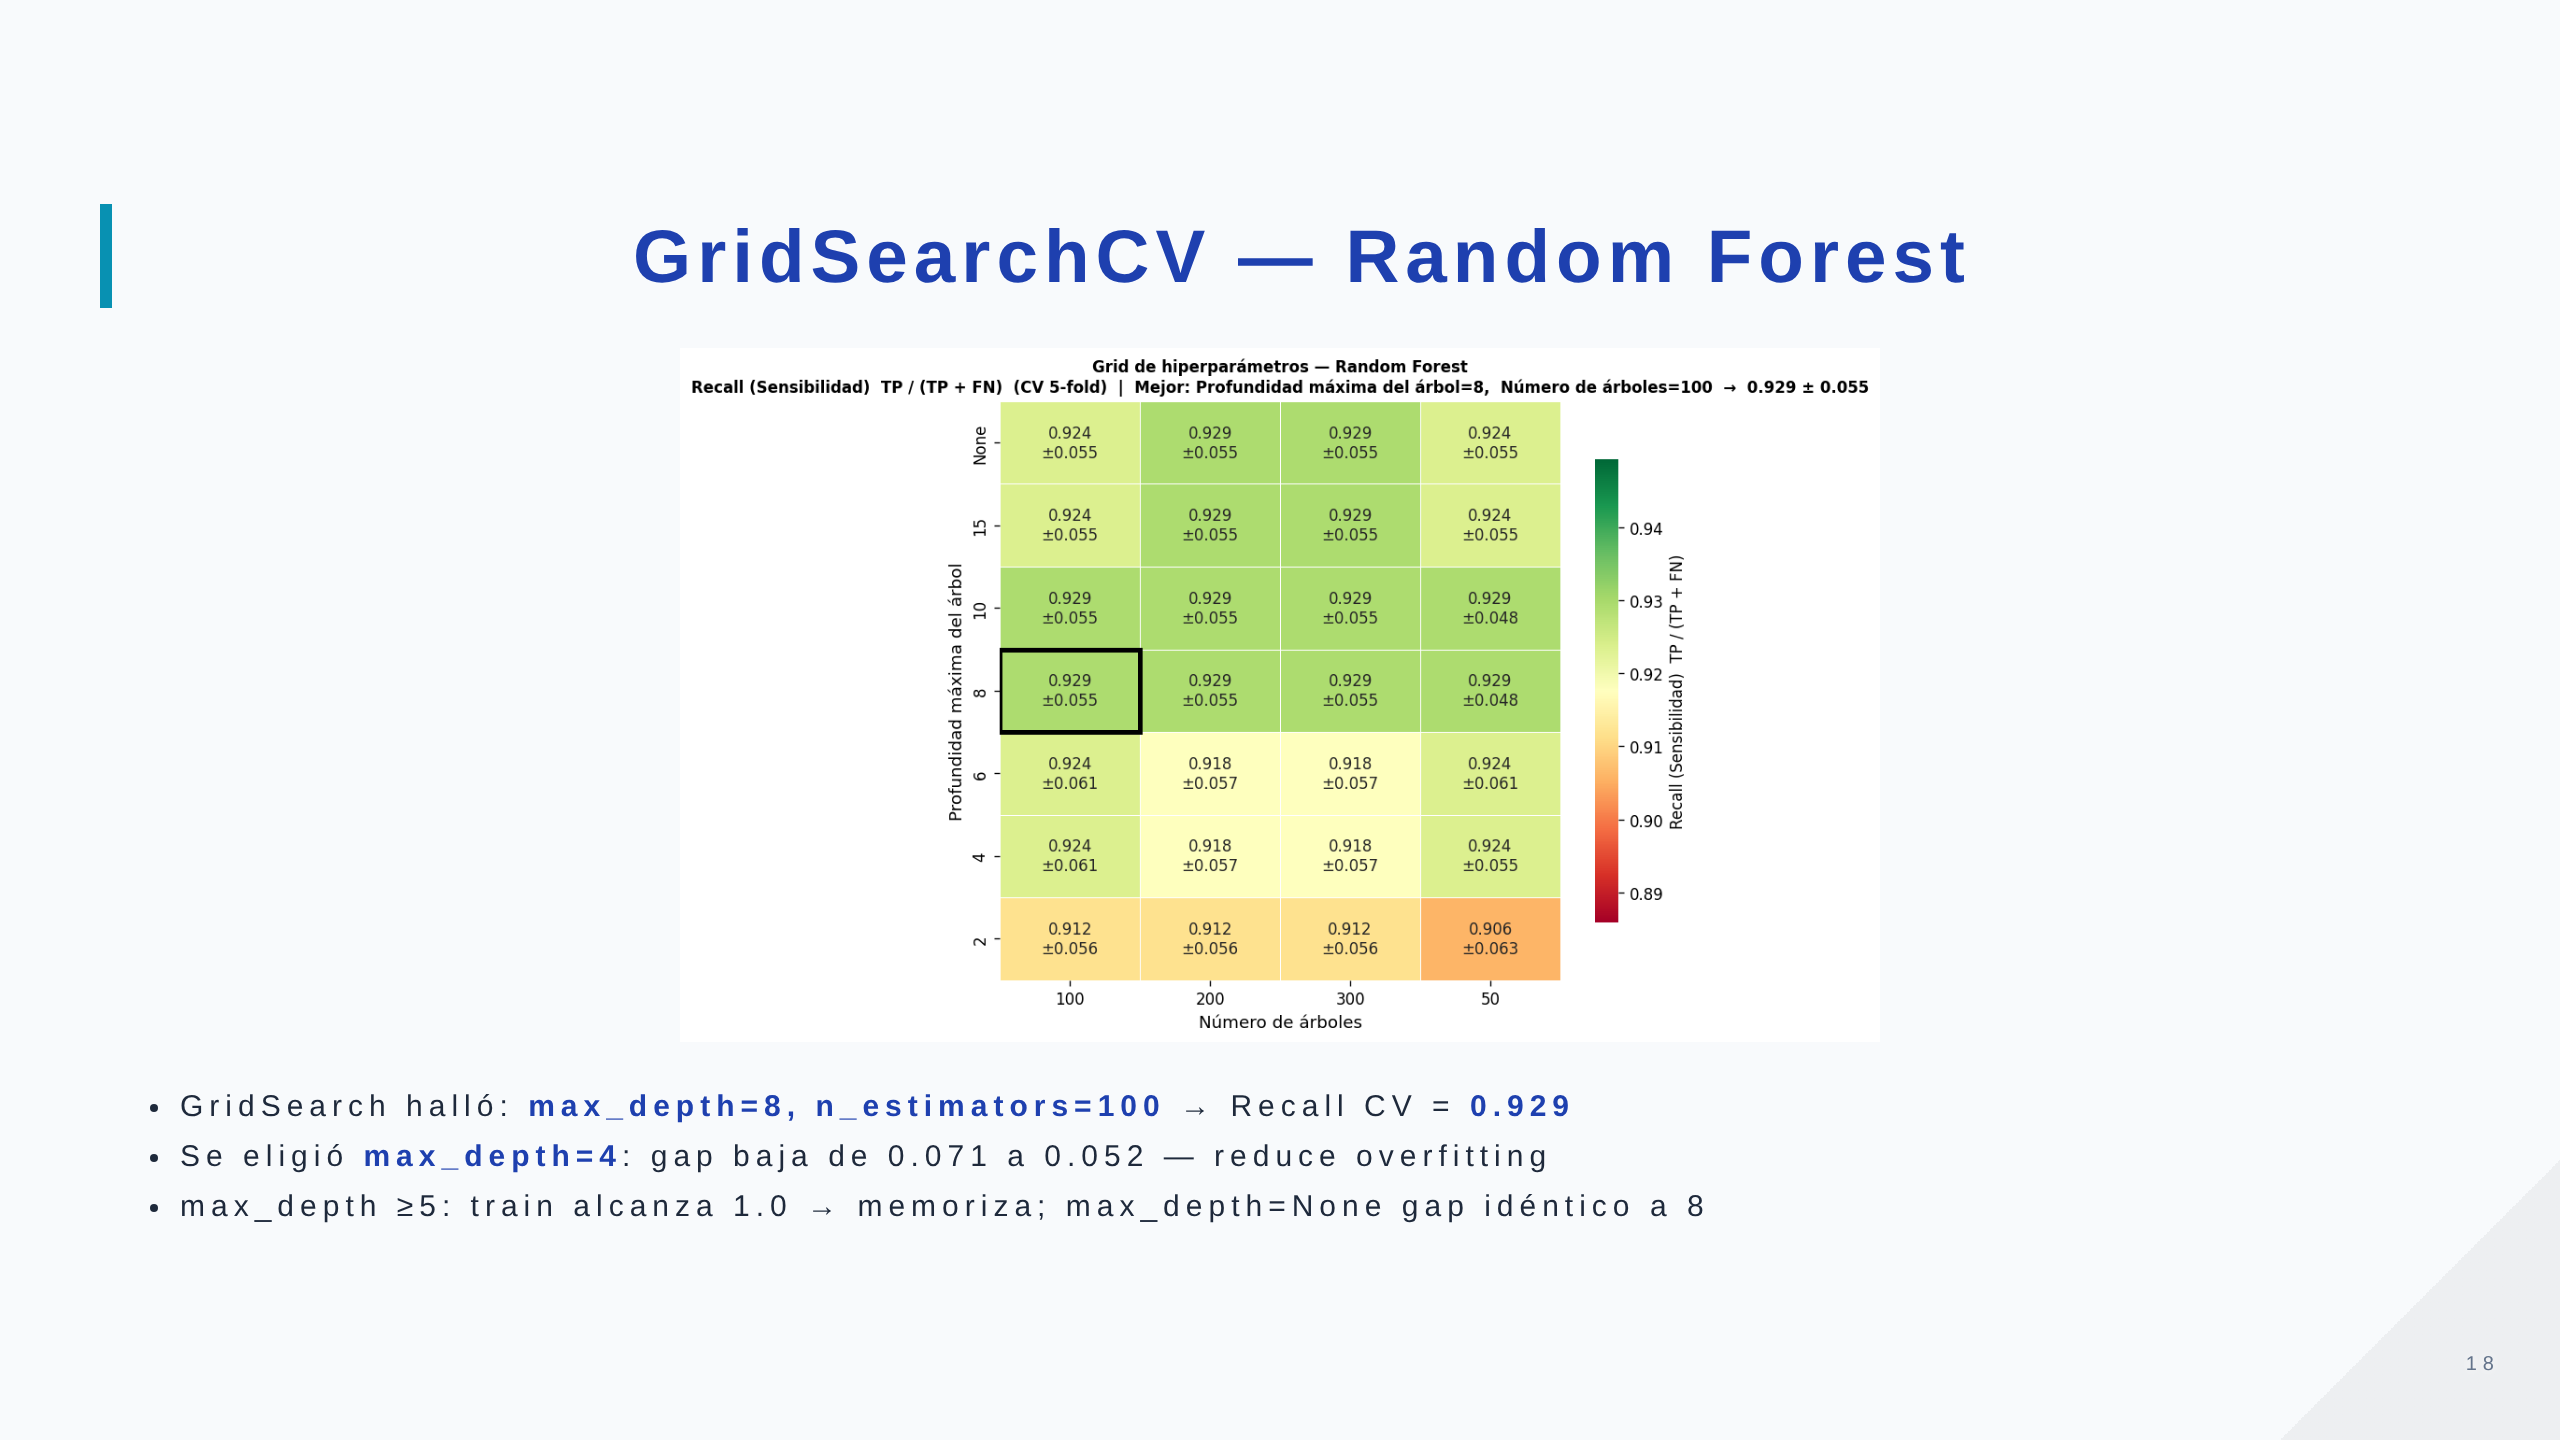 GridSearchCV — Random Forest
Grid de hiperparámetros — Random Forest
Recall (Sensibilidad)  TP / (TP + FN)  (CV 5-fold)  |  Mejor: Profundidad máxima del árbol=8,  Número de árboles=100  →  0.929 ± 0.055
Profundidad máxima del árbol
None
0.924 0.929 0.929 0.924
±0.055 ±0.055 ±0.055 ±0.055
15
0.924 0.929 0.929 0.924
±0.055 ±0.055 ±0.055 ±0.055
10
0.929 0.929 0.929 0.929
±0.055 ±0.055 ±0.055 ±0.048
8
0.929 0.929 0.929 0.929
±0.055 ±0.055 ±0.055 ±0.048
6
0.924 0.918 0.918 0.924
±0.061 ±0.057 ±0.057 ±0.061
4
0.924 0.918 0.918 0.924
±0.061 ±0.057 ±0.057 ±0.055
2
0.912 0.912 0.912 0.906
±0.056 ±0.056 ±0.056 ±0.063
100 200 300 50
Número de árboles
0.94
0.93
0.92
0.91
0.90
0.89
Recall (Sensibilidad)  TP / (TP + FN)
• GridSearch halló: max_depth=8, n_estimators=100 → Recall CV = 0.929
• Se eligió max_depth=4: gap baja de 0.071 a 0.052 — reduce overfitting
• max_depth ≥5: train alcanza 1.0 → memoriza; max_depth=None gap idéntico a 8
18